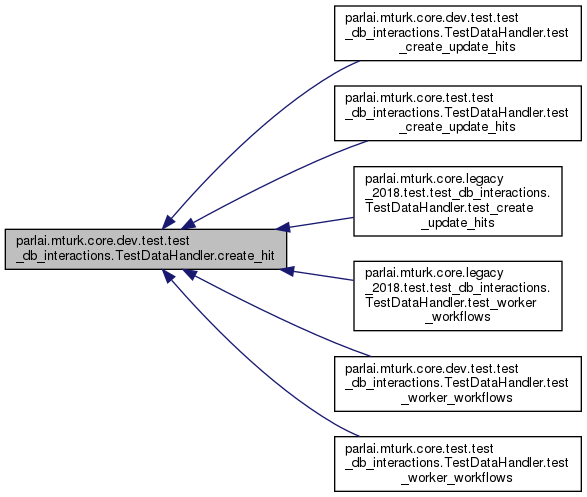 parlai.mturk.core.dev.test.test
_db_interactions.TestDataHandler.test
_create_update_hits
parlai.mturk.core.test.test
_db_interactions.TestDataHandler.test
_create_update_hits
parlai.mturk.core.legacy
_2018.test.test_db_interactions.
TestDataHandler.test_create
_update_hits
parlai.mturk.core.dev.test.test
_db_interactions.TestDataHandler.create_hit
parlai.mturk.core.legacy
_2018.test.test_db_interactions.
TestDataHandler.test_worker
_workflows
parlai.mturk.core.dev.test.test
_db_interactions.TestDataHandler.test
_worker_workflows
parlai.mturk.core.test.test
_db_interactions.TestDataHandler.test
_worker_workflows